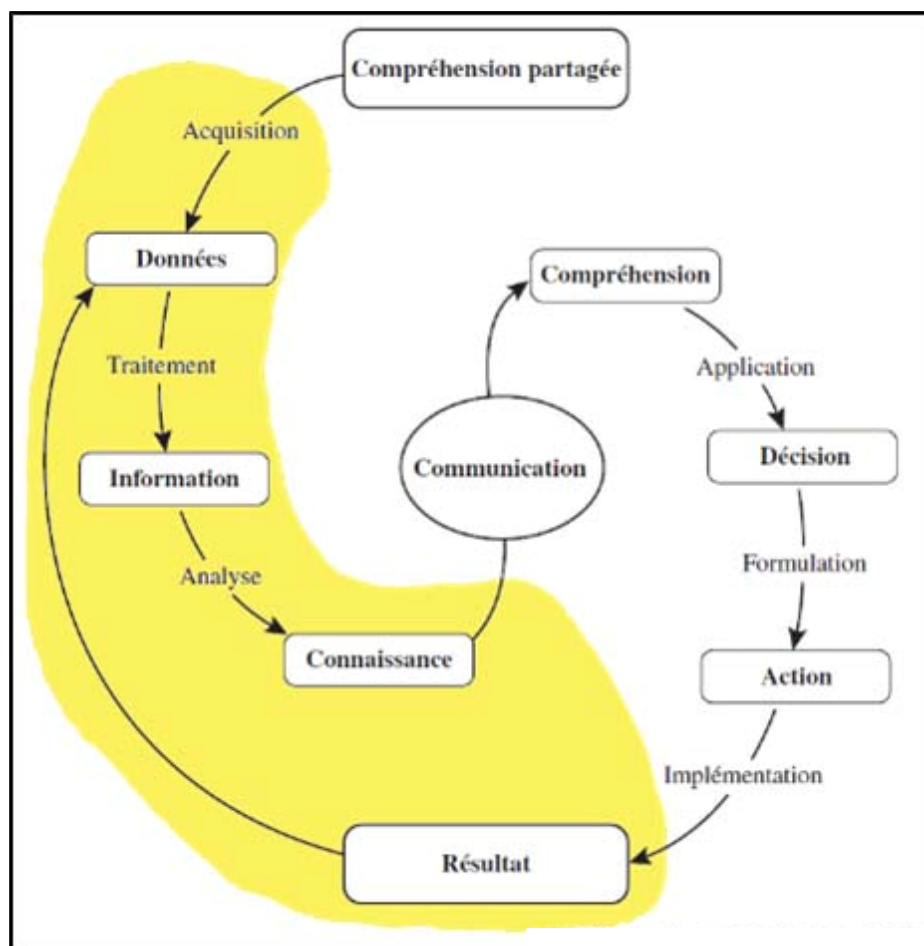 Compréhension partagée
Acquisition
Données
Traitement
Information
Analyse
Connaissance
Communication
Compréhension
Application
Décision
Formulation
Action
Implémentation
Résultat